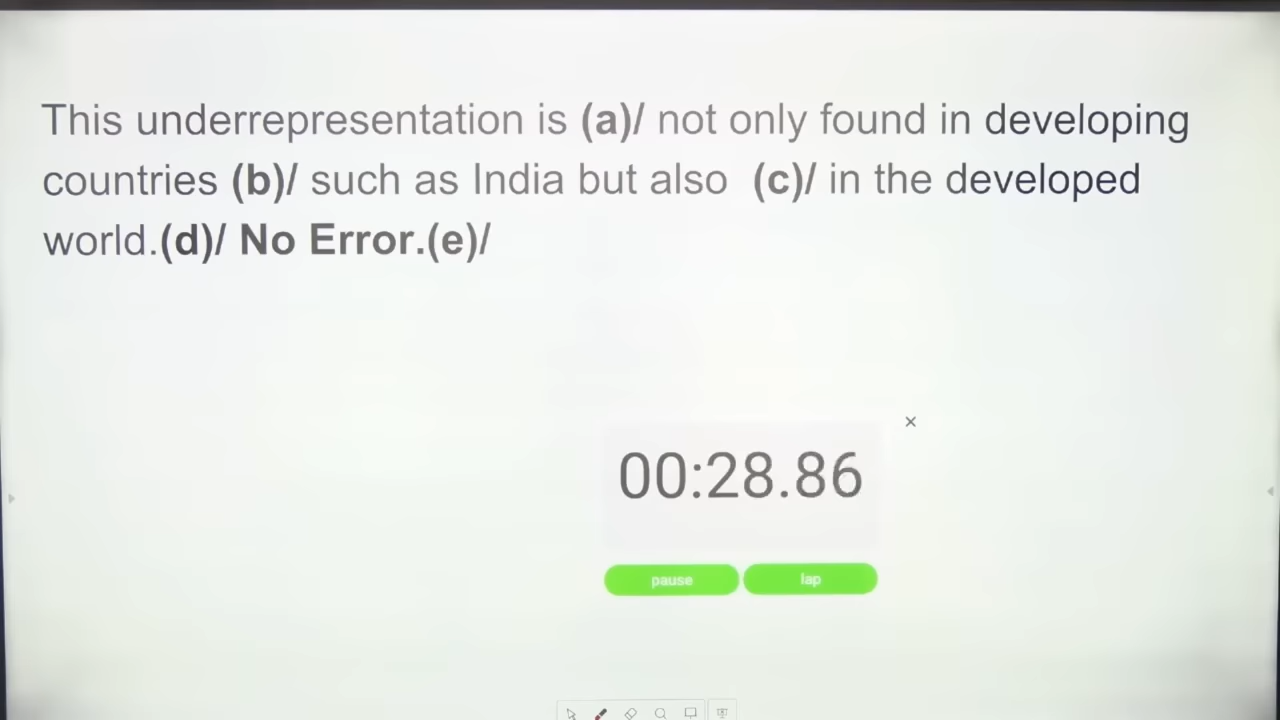 This underrepresentation is (a)/ not only found in developing
countries (b)/ such as India but also (c)/ in the developed
world.(d)/ No Error.(e)/
00:28.86
pause lap